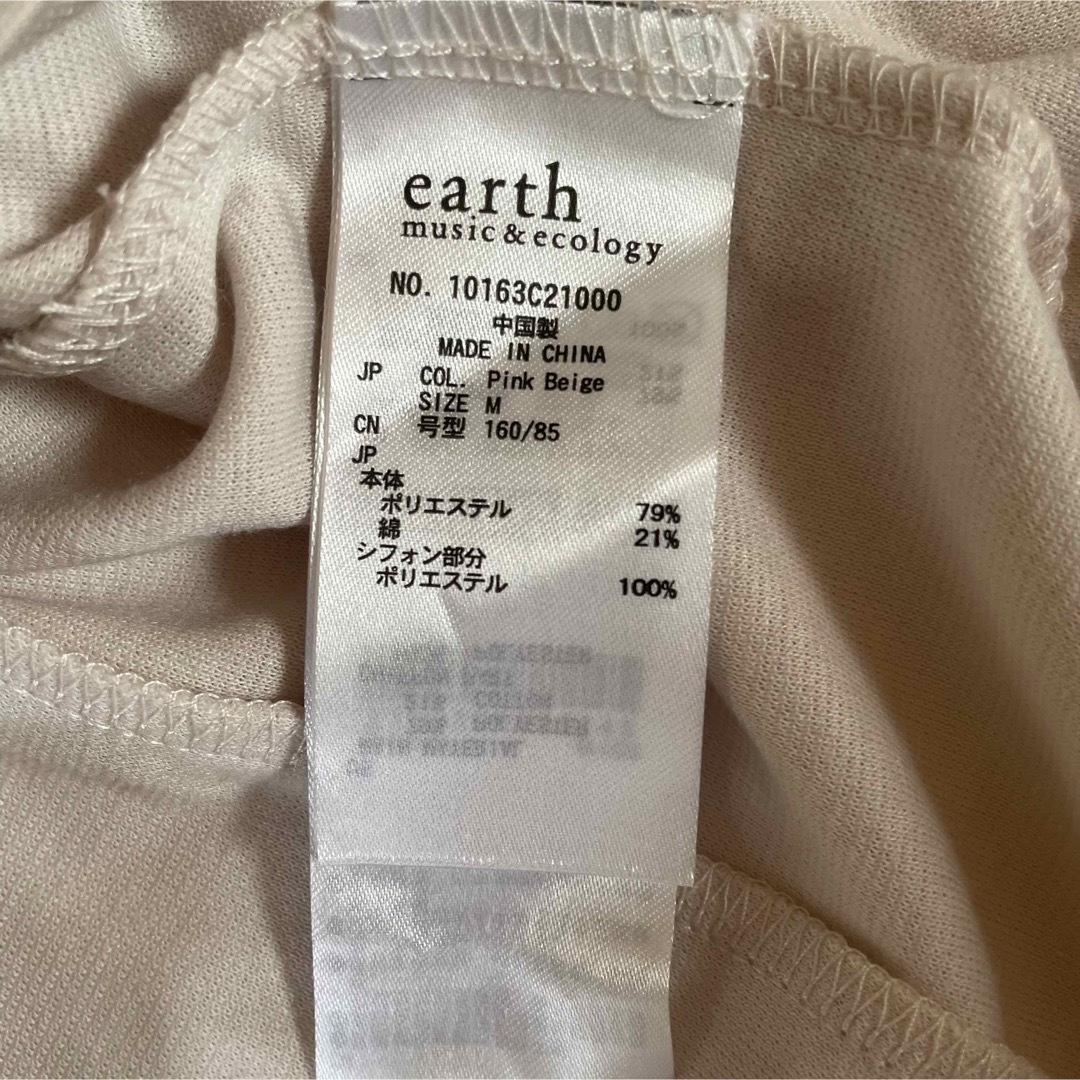 earth
music & ecology
NO. 10163C21000
中国製
MADE IN CHINA
JP COL. Pink Beige
SIZE M
CN 号型 160/85
JP
本体
ポリエステル 79%
綿 21%
シフォン部分
ポリエステル 100%